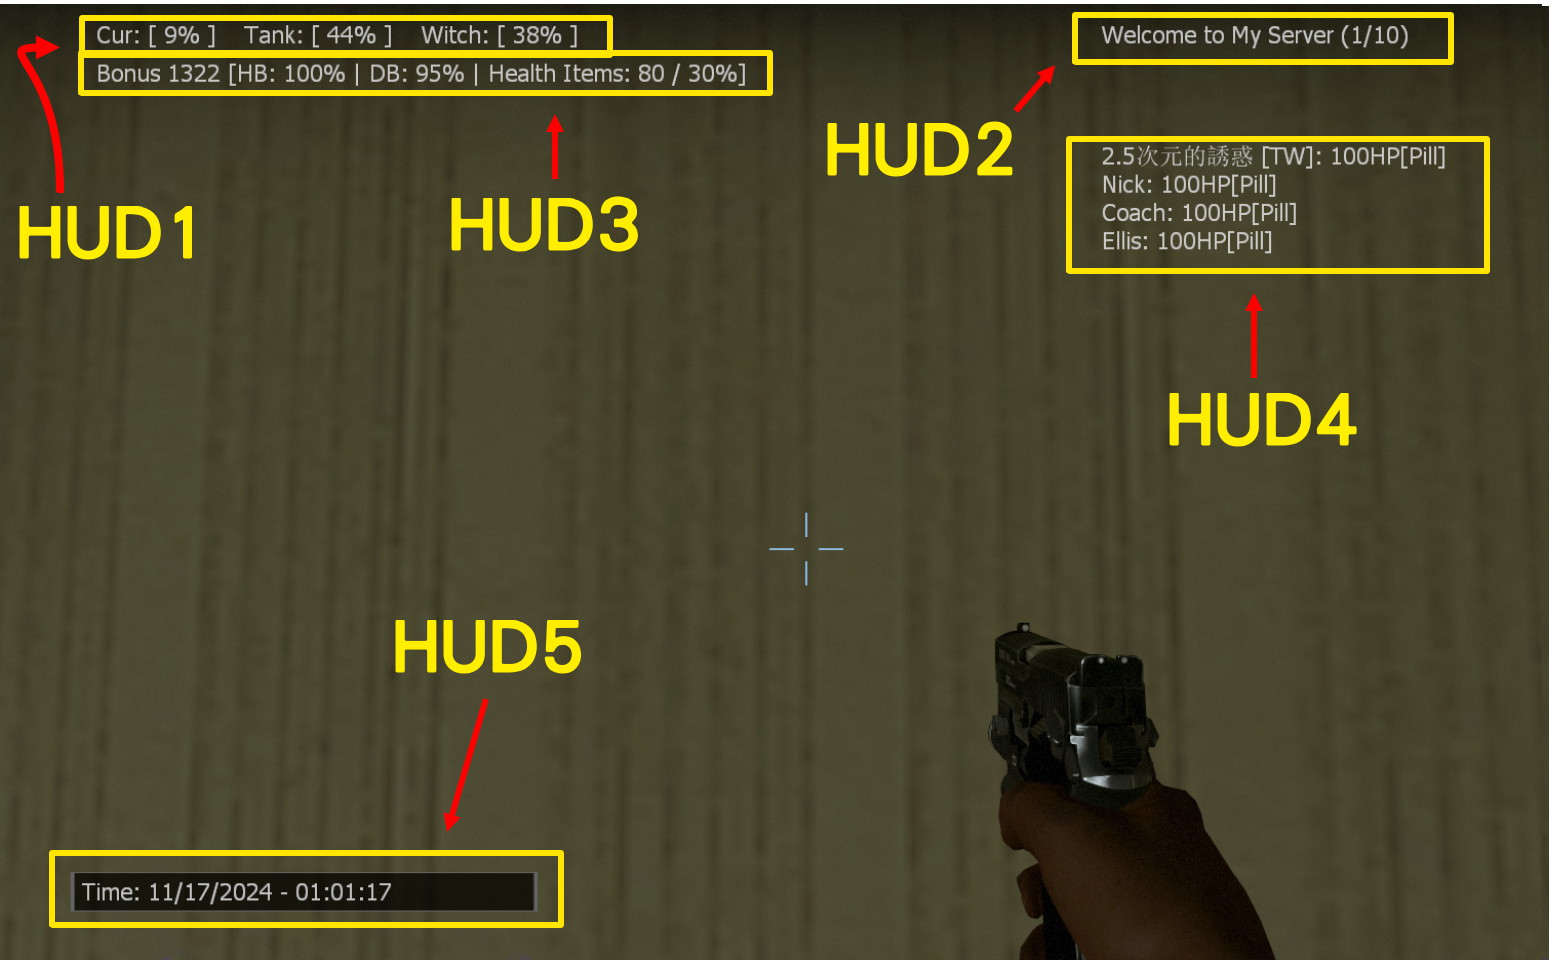 Cur: [ 9% ] Tank: [ 44% ] Witch: [ 38% ]
Bonus 1322 [HB: 100% | DB: 95% | Health Items: 80 / 30%]
Welcome to My Server (1/10)
HUD1
HUD3
HUD2
2.5次元的誘惑 [TW]: 100HP[Pill]
Nick: 100HP[Pill]
Coach: 100HP[Pill]
Ellis: 100HP[Pill]
HUD4
HUD5
Time: 11/17/2024 - 01:01:17